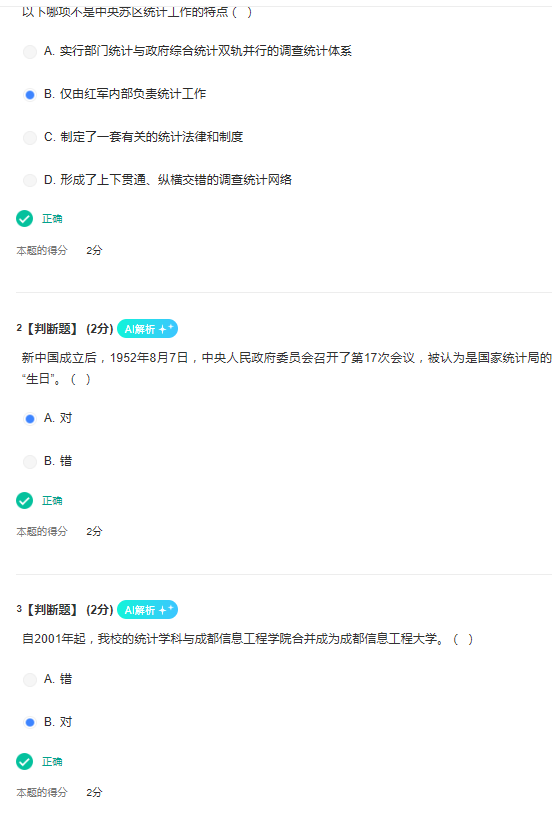 以下哪项不是中央苏区统计工作的特点 ( )
A. 实行部门统计与政府综合统计双轨并行的调查统计体系
B. 仅由红军内部负责统计工作
C. 制定了一套有关的统计法律和制度
D. 形成了上下贯通、纵横交错的调查统计网络
正确
本题的得分 2分
2【判断题】 (2分) AI解析
新中国成立后，1952年8月7日，中央人民政府委员会召开了第17次会议，被认为是国家统计局的
“生日”。 ( )
A. 对
B. 错
正确
本题的得分 2分
3【判断题】 (2分) AI解析
自2001年起，我校的统计学科与成都信息工程学院合并成为成都信息工程大学。 ( )
A. 错
B. 对
正确
本题的得分 2分